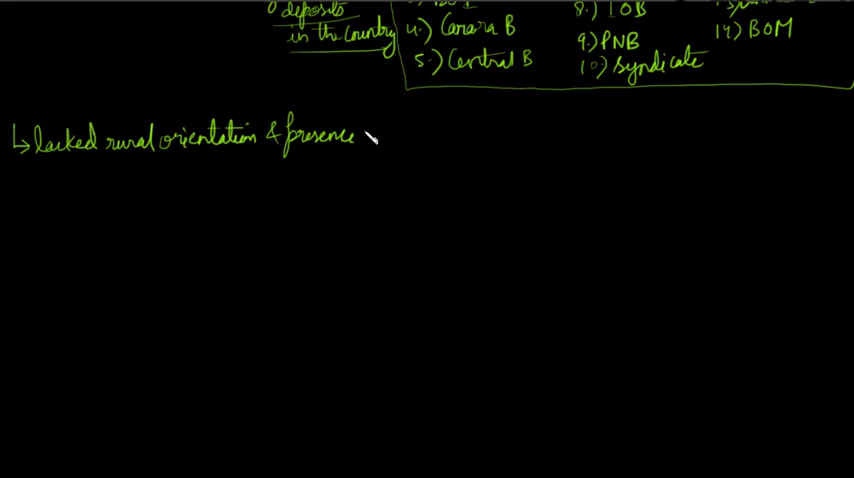 deposits
in the Country
4.) Canara B
5.) Central B
8.) IOB
9.) PNB
10.) Syndicate
14) BOM
↳ lacked rural orientation & presence